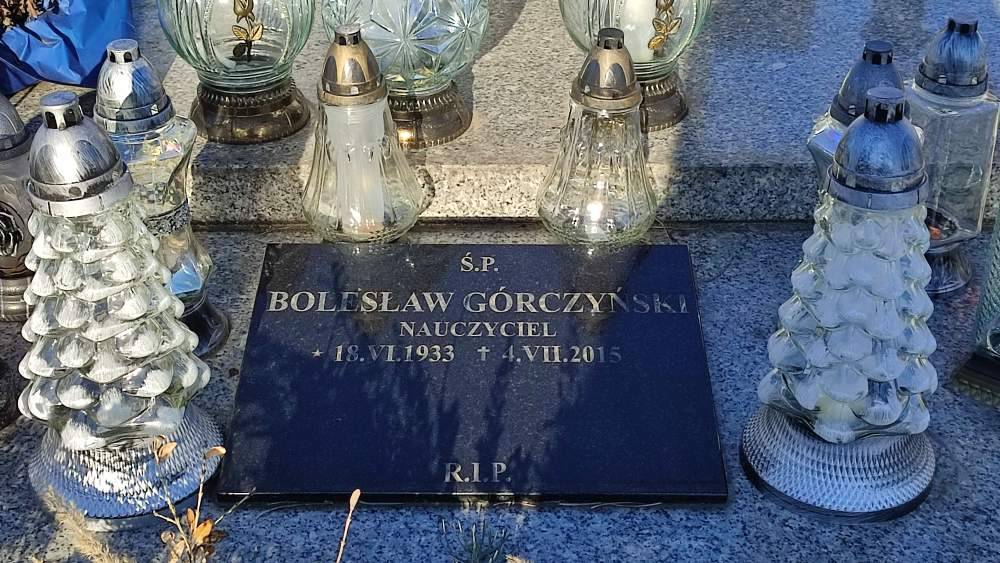 Ś.P.
BOLESŁAW GÓRCZYŃSKI
NAUCZYCIEL
★ 18.VI.1933 ✝ 4.VII.2015
R.I.P.